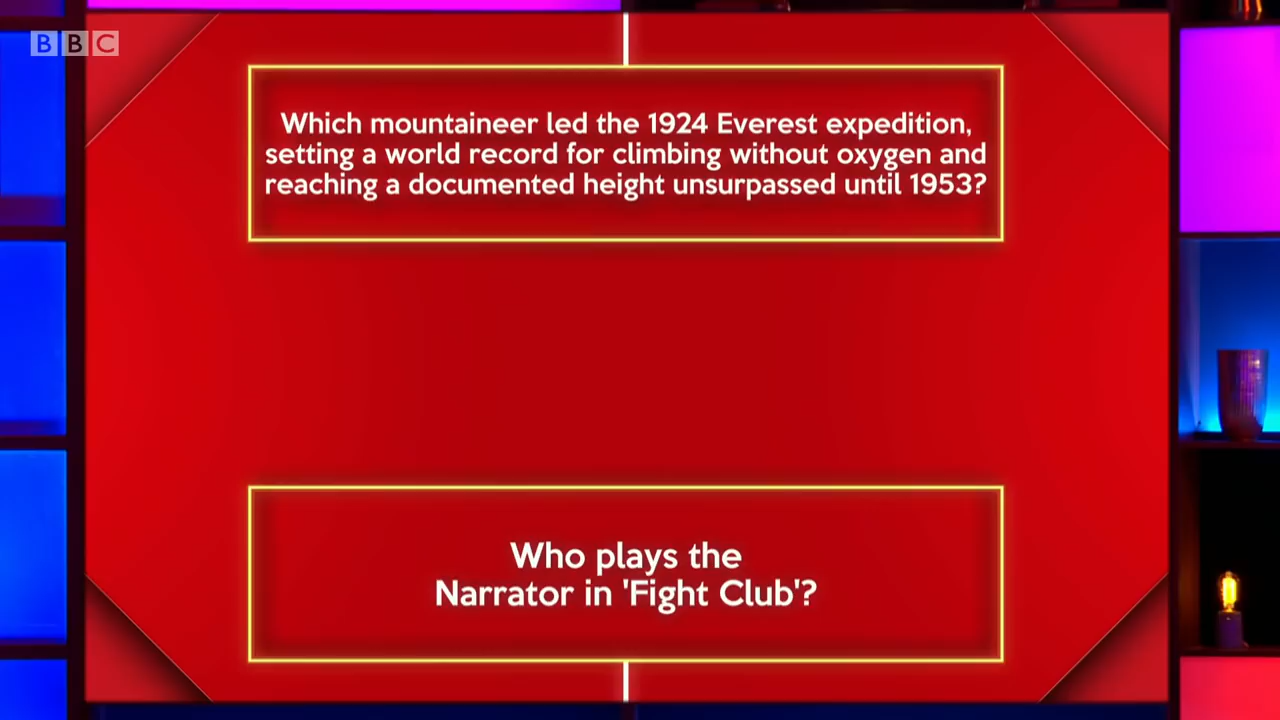 BBC
Which mountaineer led the 1924 Everest expedition,
setting a world record for climbing without oxygen and
reaching a documented height unsurpassed until 1953?
Who plays the
Narrator in 'Fight Club'?